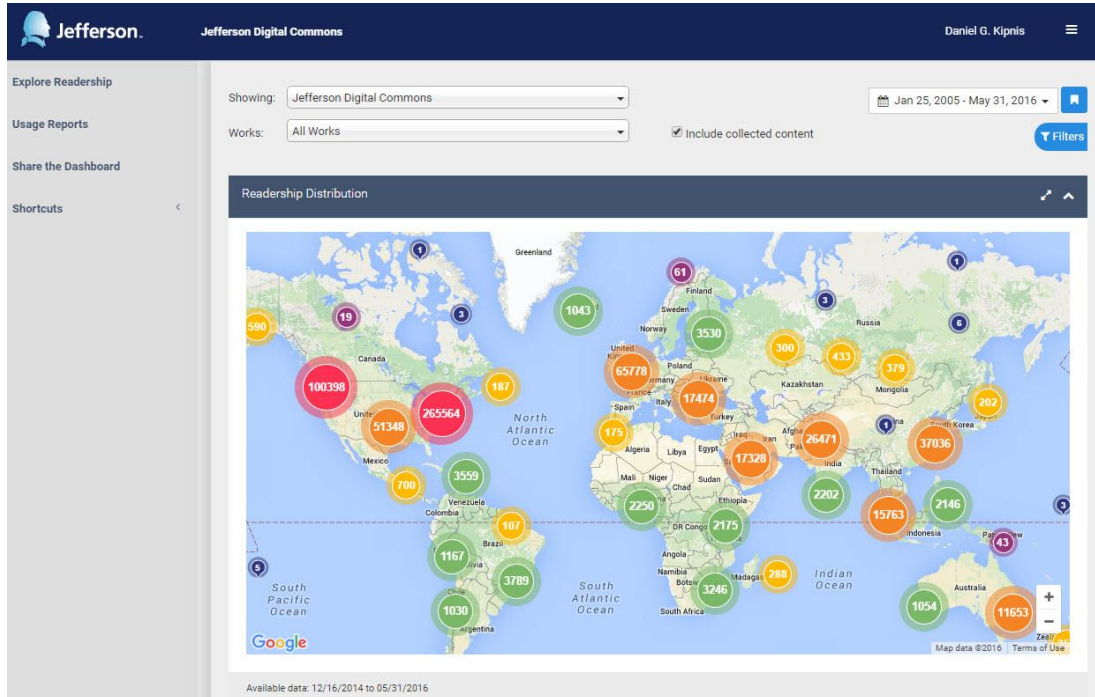 Jefferson.
Jefferson Digital Commons
Daniel G. Kipnis
Explore Readership
Usage Reports
Share the Dashboard
Shortcuts
Showing:
Jefferson Digital Commons
Jan 25, 2005 - May 31, 2016
Works:
All Works
Include collected content
Filters
Readership Distribution
1
Greenland
1
61
Finland
3
1043
Sweden
19
3
Russia
6
590
Norway
3530
300
433
379
United
Canada
65778
Poland
Ukraine
Kazakhstan
Mongolia
100398
187
France
17474
202
265564
Spain
Italy
Turkey
51348
North
Atlantic
Ocean
175
Iraq
Iran
26471
1
South Korea
37036
Algeria
Libya
Egypt
17328
Mexico
India
3559
Mali
Niger
Chad
Sudan
Thailand
700
2202
2146
3
Venezuela
2250
Ethiopia
15763
Colombia
107
DR Congo
2175
Indonesia
43
Brazil
1167
Angola
5
Namibia
288
Indian
Ocean
South
Pacific
Ocean
3789
South
Atlantic
Ocean
Botsw
3246
Madagas
Australia
Chile
1054
+
1030
South Africa
11653
−
Argentina
Google
Map data ©2016
Terms of Use
Available data: 12/16/2014 to 05/31/2016